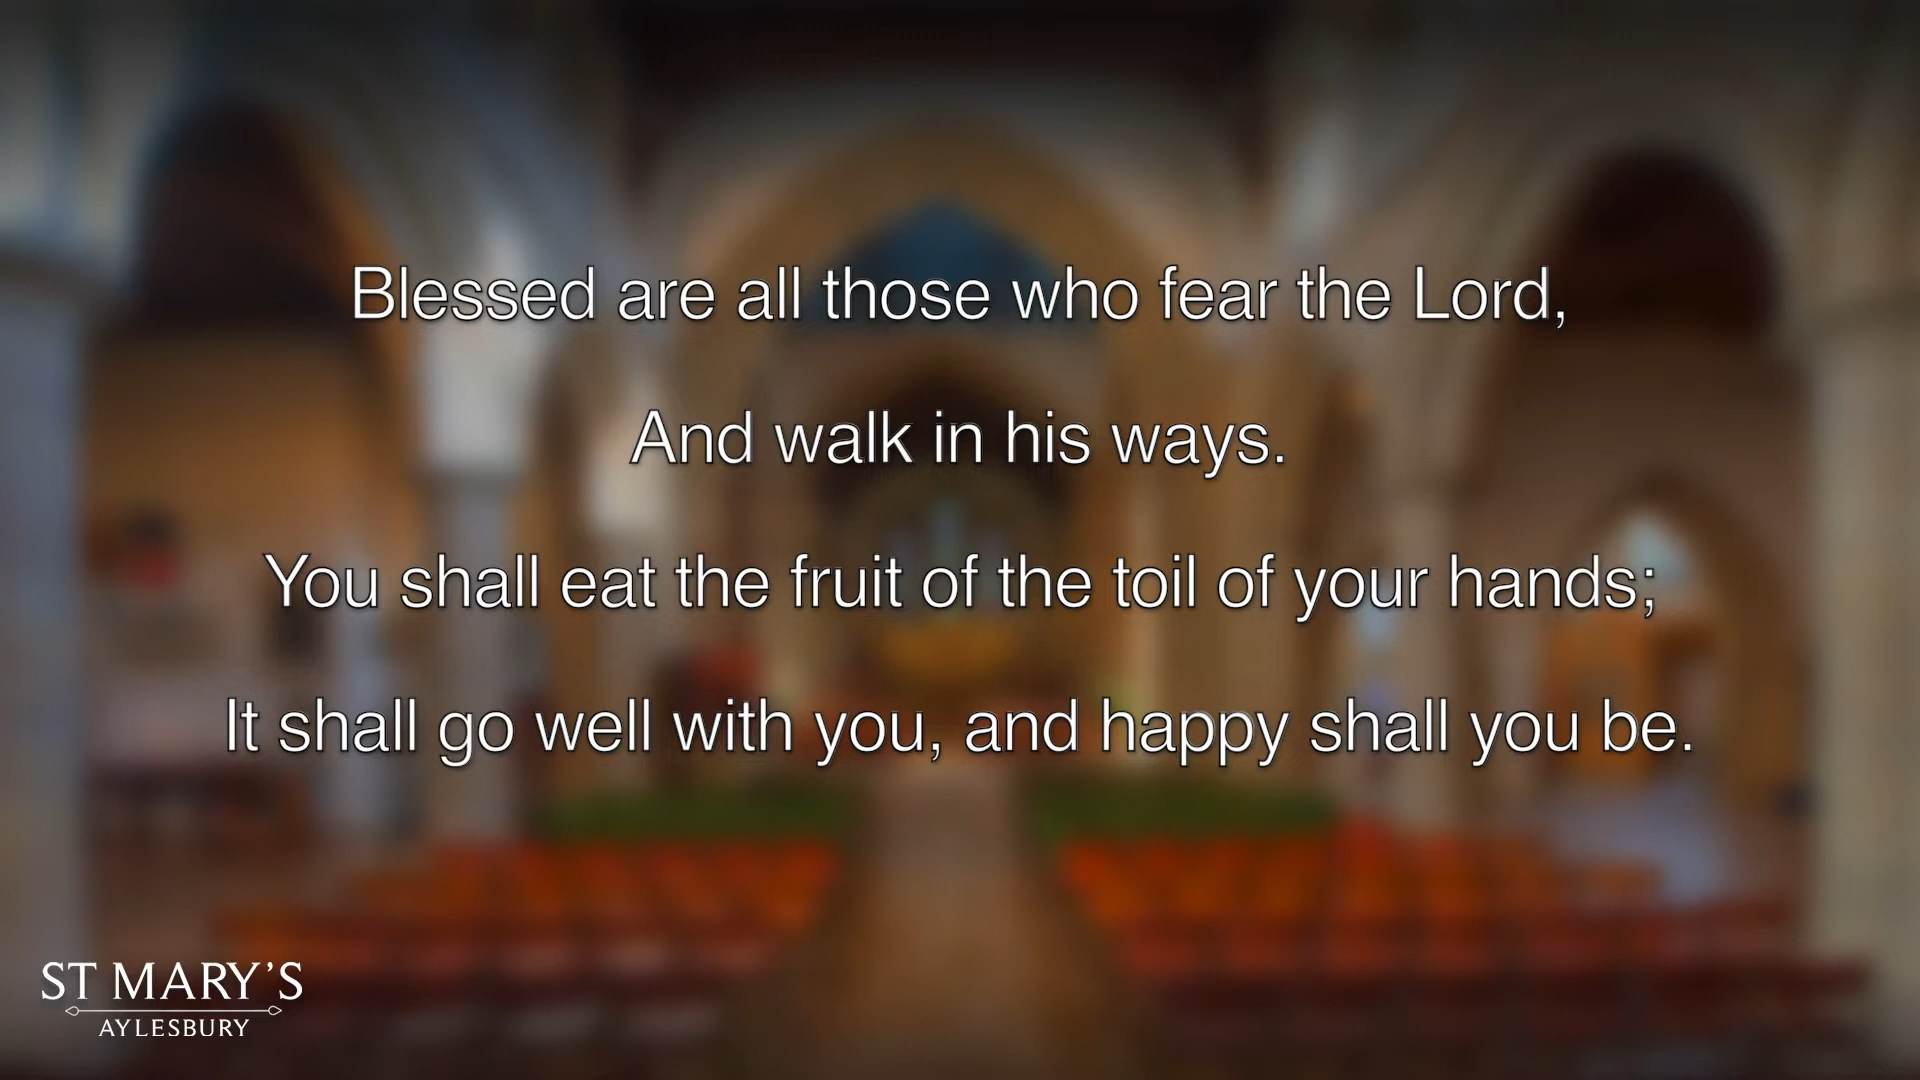 Blessed are all those who fear the Lord,
And walk in his ways.
You shall eat the fruit of the toil of your hands;
It shall go well with you, and happy shall you be.
ST MARY'S
AYLESBURY